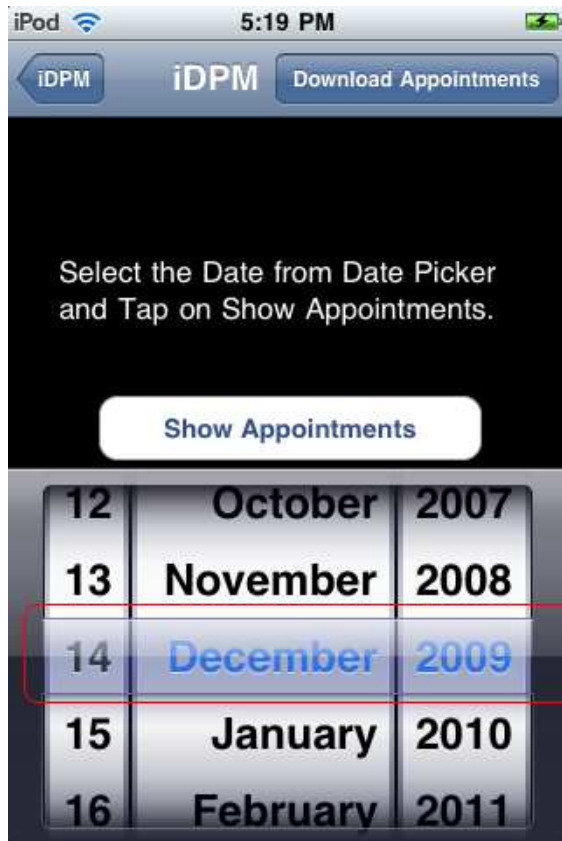 iPod 5:19 PM
iDPM iDPM Download Appointments
Select the Date from Date Picker
and Tap on Show Appointments.
Show Appointments
12 October 2007
13 November 2008
14 December 2009
15 January 2010
16 February 2011